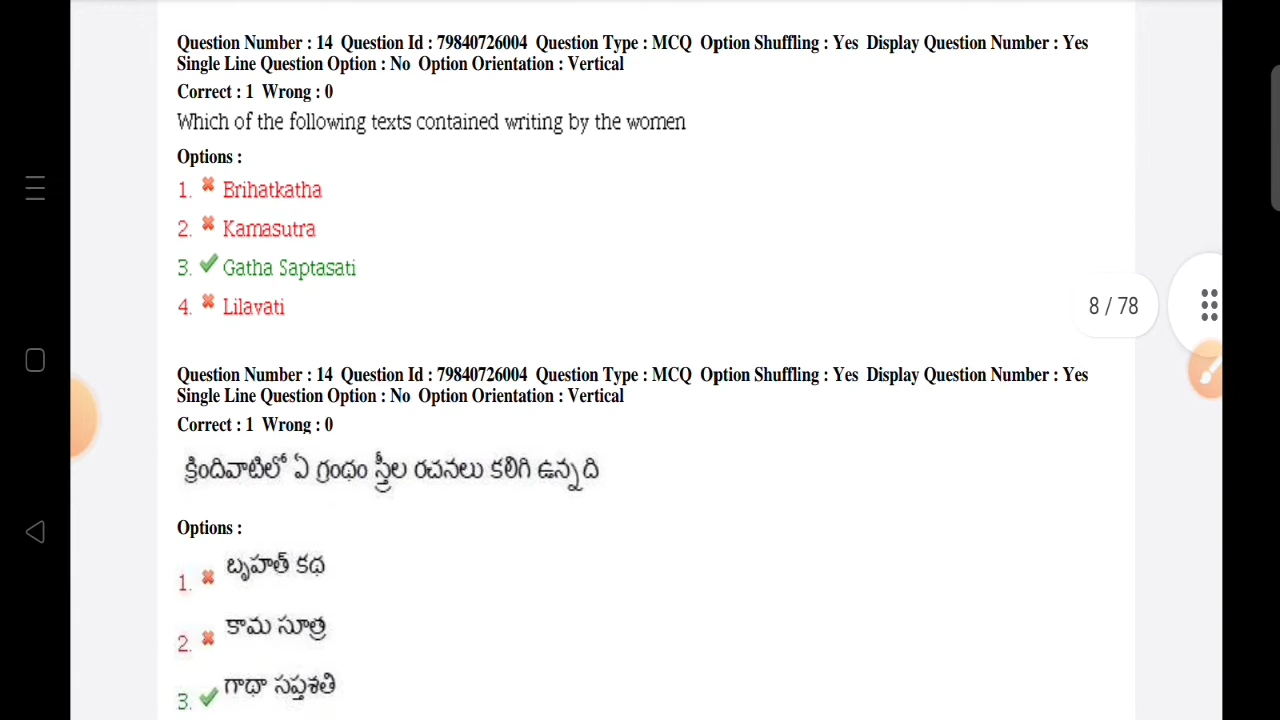 Question Number : 14 Question Id : 79840726004 Question Type : MCQ Option Shuffling : Yes Display Question Number : Yes
Single Line Question Option : No Option Orientation : Vertical
Correct : 1 Wrong : 0
Which of the following texts contained writing by the women
Options :
1. Brihatkatha
2. Kamasutra
3. Gatha Saptasati
4. Lilavati
8 / 78
Question Number : 14 Question Id : 79840726004 Question Type : MCQ Option Shuffling : Yes Display Question Number : Yes
Single Line Question Option : No Option Orientation : Vertical
Correct : 1 Wrong : 0
క్రిందివాటిలో ఏ గ్రంథం స్త్రీల రచనలు కలిగి ఉన్నది
Options :
1. బృహత్ కథ
2. కామ సూత్ర
3. గాథా సప్తశతి